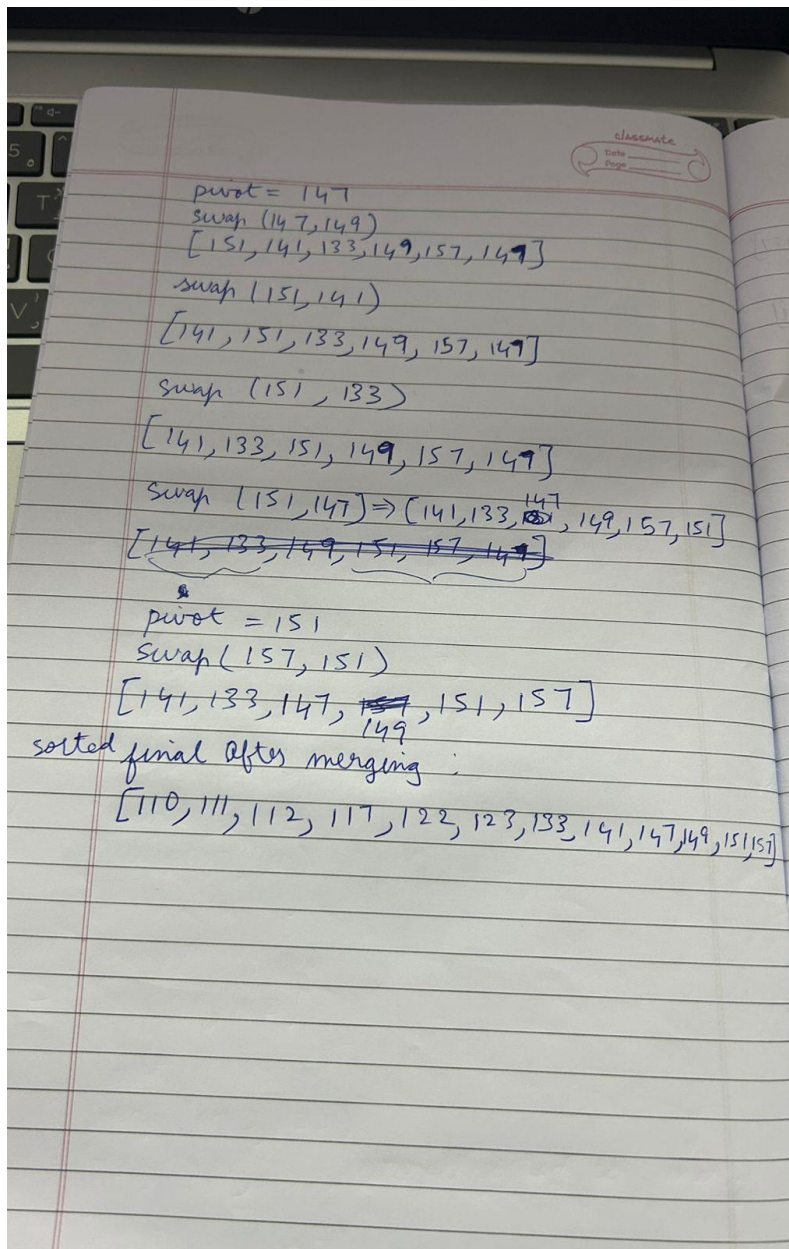 classmate
Date
Page
pivot = 147
swap (147,149)
[151,141,133,149,157,149]
swap (151,141)
[141,151,133,149,157,149]
swap (151,133)
[141,133,151,149,157,149]
swap (151,147] ⇒ [141,133,147,149,157,151]
[141,133,149,151,157,149]
pivot = 151
swap(157,151)
[141,133,147,149,151,157]
sorted final after merging :
[110,111,112,117,122,123,133,141,147,149,151,157]